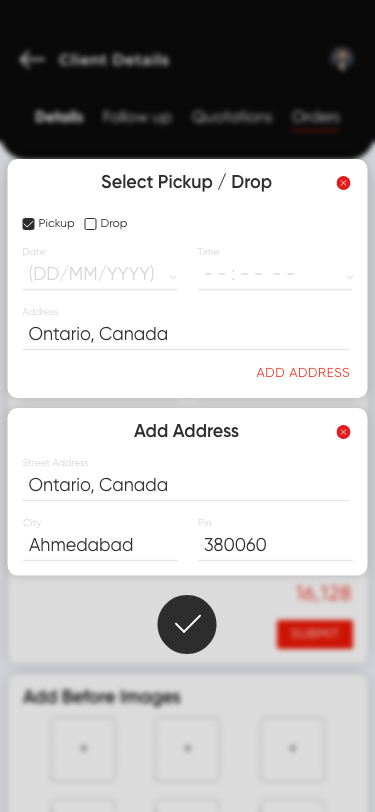 Client Details
Details Follow up Quotations Orders
Select Pickup / Drop
Pickup Drop
Date Time
(DD/MM/YYYY) --:-- --
Address
Ontario, Canada
ADD ADDRESS
Add Address
Street Address
Ontario, Canada
City Pin
Ahmedabad 380060
16,128
SUBMIT
Add Before Images
+ + +